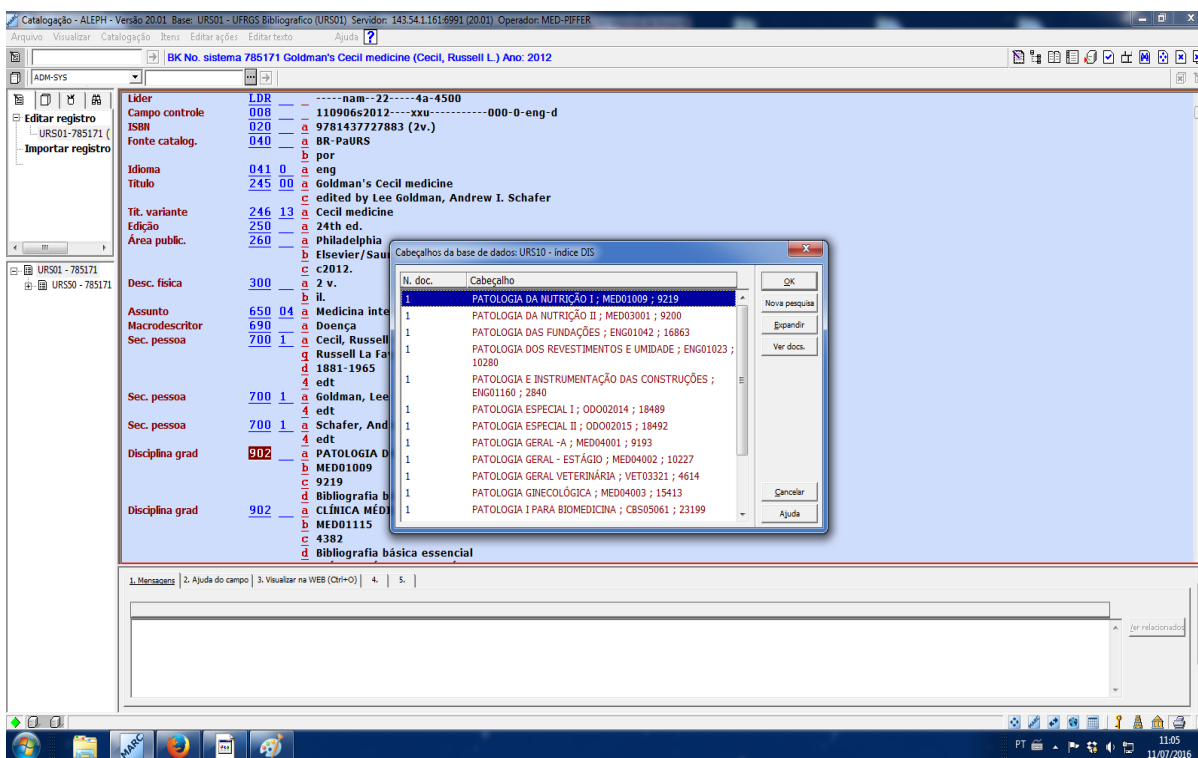 Catalogação - ALEPH - Versão 20.01 Base: URS01 - UFRGS Bibliografico (URS01) Servidor: 143.54.1.161:6991 (20.01) Operador: MED-PIFFER
Arquivo Visualizar Catalogação Itens Editar ações Editar texto Ajuda ?
BK No. sistema 785171 Goldman's Cecil medicine (Cecil, Russell L.) Ano: 2012
ADM-SYS
Editar registro
URS01-785171 (
Importar registro
URS01 - 785171
URS50 - 785171
Lider LDR _ -----nam--22-----4a-4500
Campo controle 008 _ 110906s2012----xxu-----------000-0-eng-d
ISBN 020 a 9781437727883 (2v.)
Fonte catalog. 040 a BR-PaURS
b por
Idioma 041 0 a eng
Título 245 00 a Goldman's Cecil medicine
c edited by Lee Goldman, Andrew I. Schafer
Tit. variante 246 13 a Cecil medicine
Edição 250 a 24th ed.
Área public. 260 a Philadelphia
b Elsevier/Sau
c c2012.
Desc. física 300 a 2 v.
b il.
Assunto 650 04 a Medicina inte
Macrodescritor 690 a Doença
Sec. pessoa 700 1 a Cecil, Russell
q Russell La Fa
d 1881-1965
4 edt
Sec. pessoa 700 1 a Goldman, Lee
4 edt
Sec. pessoa 700 1 a Schafer, And
4 edt
Disciplina grad 902 a PATOLOGIA D
b MED01009
c 9219
d Bibliografia b
Disciplina grad 902 a CLÍNICA MÉDI
b MED01115
c 4382
d Bibliografia básica essencial
Cabeçalhos da base de dados: URS10 - índice DIS
N. doc. Cabeçalho
1 PATOLOGIA DA NUTRIÇÃO I ; MED01009 ; 9219
1 PATOLOGIA DA NUTRIÇÃO II ; MED03001 ; 9200
1 PATOLOGIA DAS FUNDAÇÕES ; ENG01042 ; 16863
1 PATOLOGIA DOS REVESTIMENTOS E UMIDADE ; ENG01023 ;
10280
1 PATOLOGIA E INSTRUMENTAÇÃO DAS CONSTRUÇÕES ;
ENG01160 ; 2840
1 PATOLOGIA ESPECIAL I ; ODO02014 ; 18489
1 PATOLOGIA ESPECIAL II ; ODO02015 ; 18492
1 PATOLOGIA GERAL -A ; MED04001 ; 9193
1 PATOLOGIA GERAL - ESTÁGIO ; MED04002 ; 10227
1 PATOLOGIA GERAL VETERINÁRIA ; VET03321 ; 4614
1 PATOLOGIA GINECOLÓGICA ; MED04003 ; 15413
1 PATOLOGIA I PARA BIOMEDICINA ; CBS05061 ; 23199
OK
Nova pesquisa
Expandir
Ver docs.
Cancelar
Ajuda
1. Mensagens 2. Ajuda do campo 3. Visualizar na WEB (Ctrl+O) 4. 5.
Ver relacionados
MARC
PT
11:05
11/07/2016